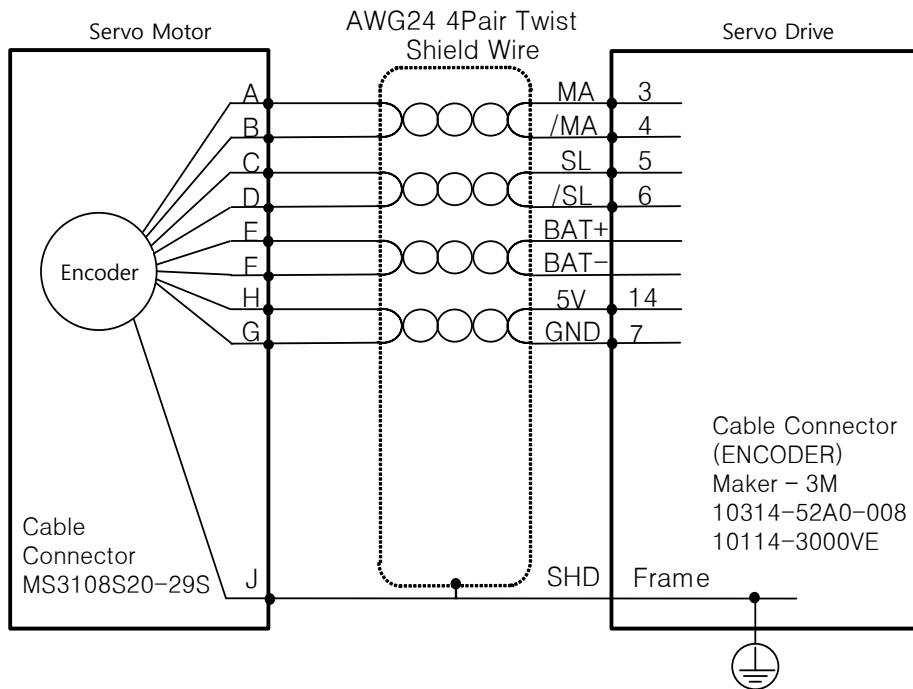 Servo Motor
AWG24 4Pair Twist
Shield Wire
Servo Drive
A
MA
3
B
/MA
4
C
SL
5
D
/SL
6
E
BAT+
F
BAT-
H
5V
14
G
GND
7
Encoder
Cable Connector
(ENCODER)
Maker - 3M
10314-52A0-008
10114-3000VE
Cable
Connector
MS3108S20-29S
J
SHD
Frame